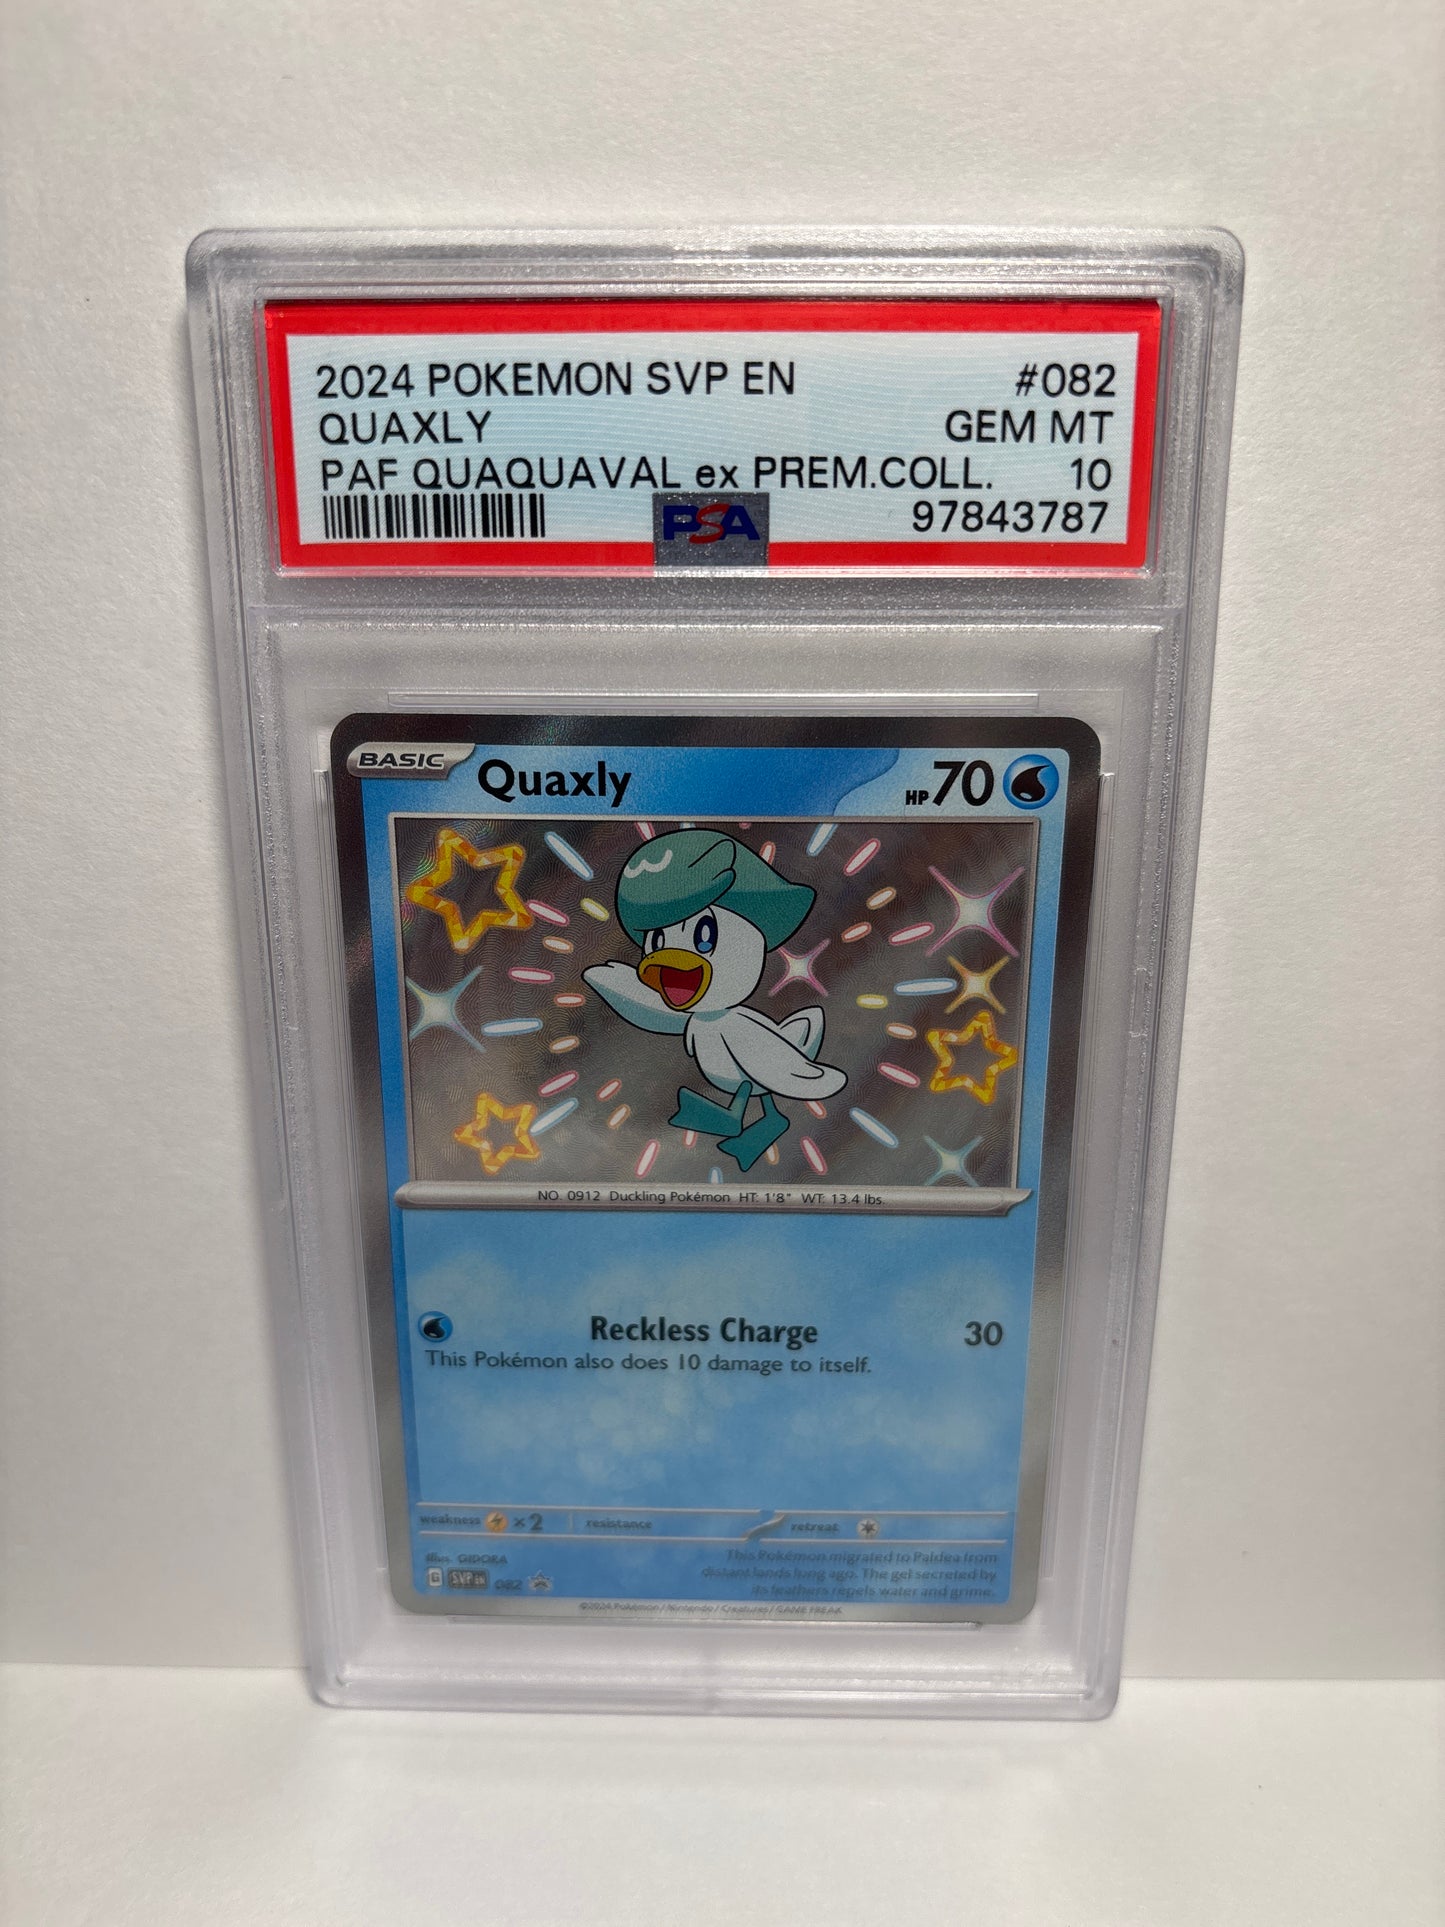 2024 POKEMON SVP EN #082
QUAXLY GEM MT
PAF QUAQUAVAL ex PREM.COLL. 10
PSA 97843787
BASIC Quaxly HP 70
NO. 0912 Duckling Pokémon HT: 1'8" WT: 13.4 lbs.
Reckless Charge 30
This Pokémon also does 10 damage to itself.
weakness ×2 resistance retreat
Illus. GIDORA
This Pokémon migrated to Paldea from
distant lands long ago. The gel secreted by
its feathers repels water and grime.
G SVP EN 082
©2024 Pokémon / Nintendo / Creatures / GAME FREAK